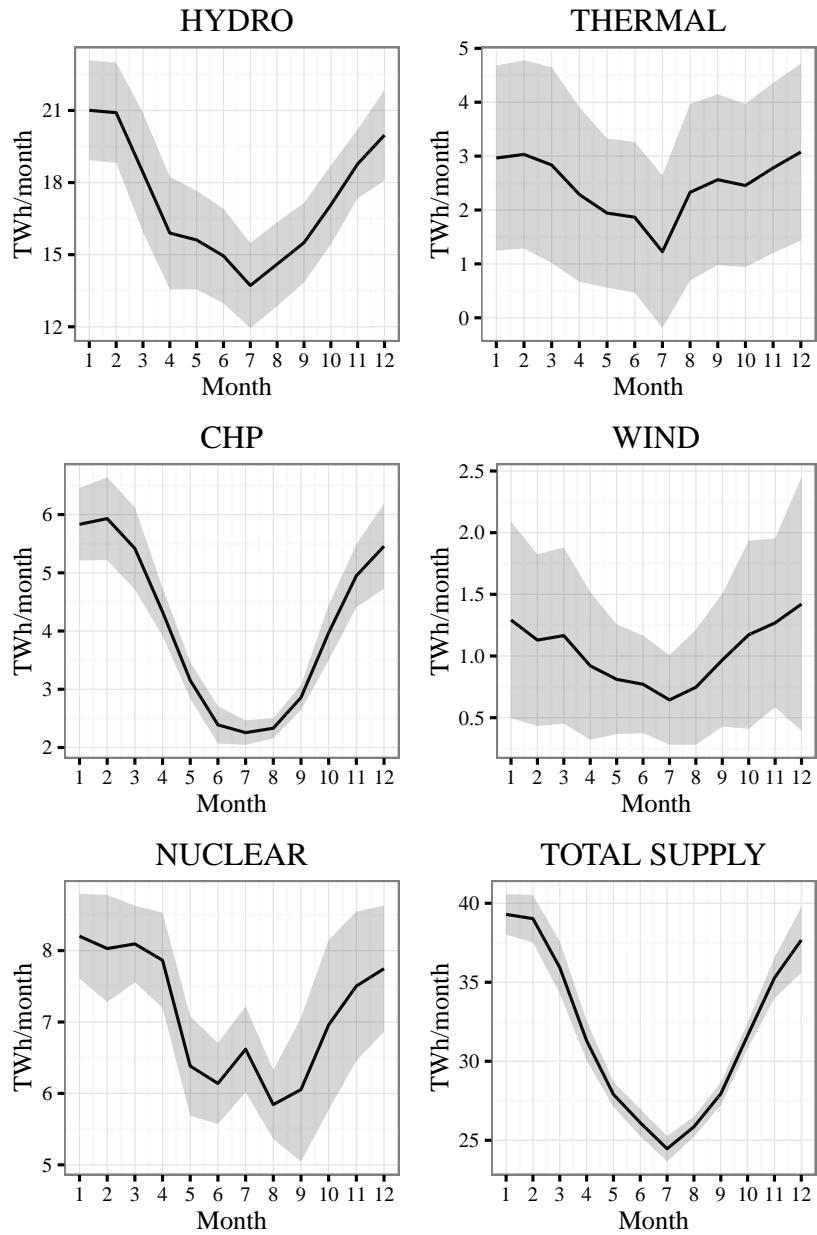 HYDRO
TWh/month
21
18
15
12
1 2 3 4 5 6 7 8 9 10 11 12
Month
THERMAL
TWh/month
5
4
3
2
1
0
1 2 3 4 5 6 7 8 9 10 11 12
Month
CHP
TWh/month
6
5
4
3
2
1 2 3 4 5 6 7 8 9 10 11 12
Month
WIND
TWh/month
2.5
2.0
1.5
1.0
0.5
1 2 3 4 5 6 7 8 9 10 11 12
Month
NUCLEAR
TWh/month
8
7
6
5
1 2 3 4 5 6 7 8 9 10 11 12
Month
TOTAL SUPPLY
TWh/month
40
35
30
25
1 2 3 4 5 6 7 8 9 10 11 12
Month